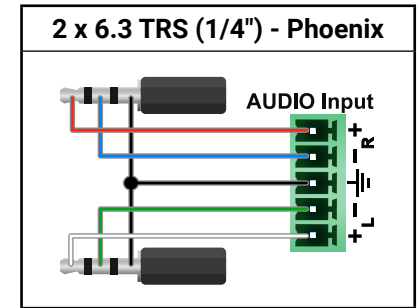 2 x 6.3 TRS (1/4") - Phoenix
AUDIO Input
+
R
-
-
L
+